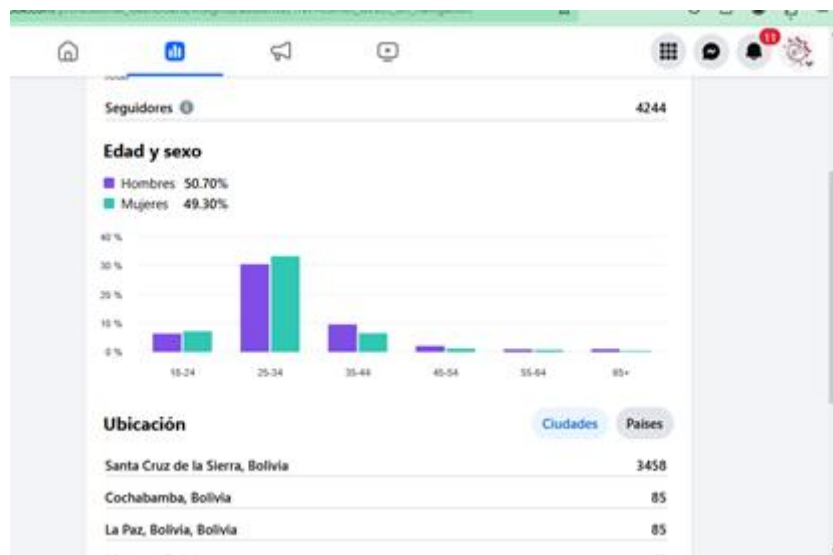 11
Seguidores
4244
Edad y sexo
Hombres 50.70%
Mujeres 49.30%
40 %
30 %
20 %
10 %
0 %
18-24 25-34 35-44 45-54 55-64 65+
Ubicación
Ciudades Países
Santa Cruz de la Sierra, Bolivia 3458
Cochabamba, Bolivia 85
La Paz, Bolivia, Bolivia 85